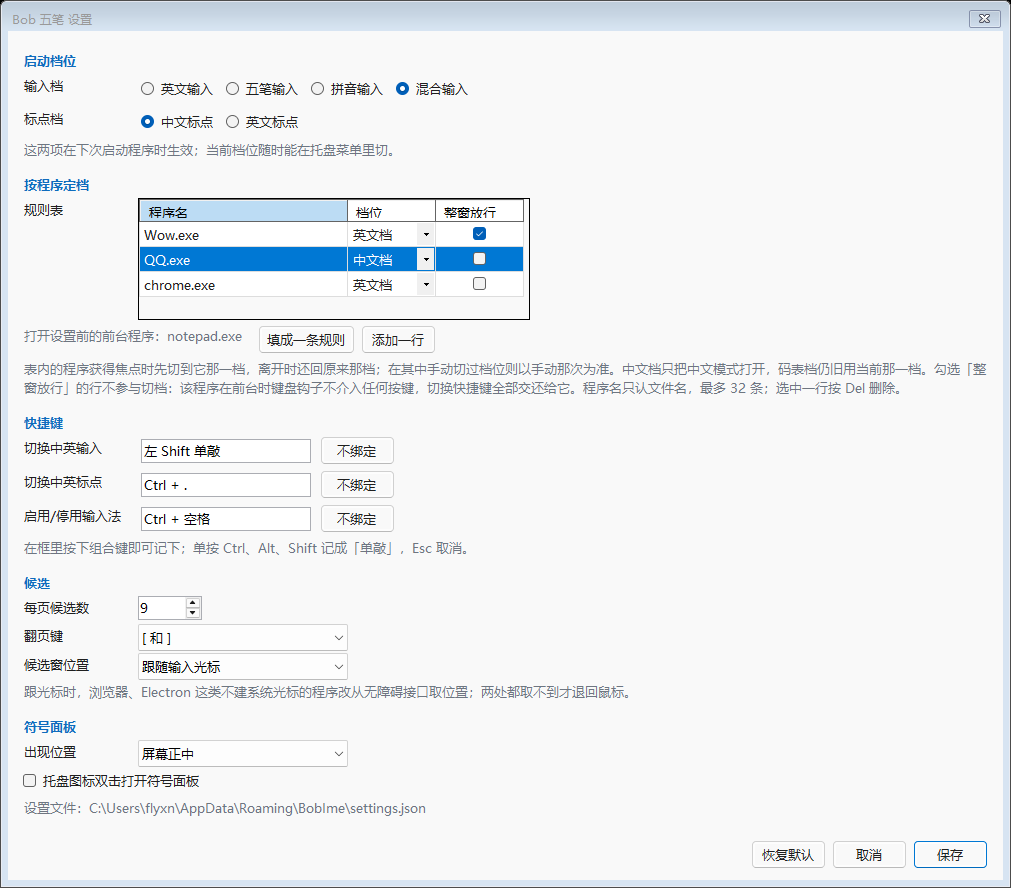 Bob 五笔 设置
启动档位
输入档 英文输入 五笔输入 拼音输入 混合输入
标点档 中文标点 英文标点
这两项在下次启动程序时生效；当前档位随时能在托盘菜单里切。
按程序定档
规则表 程序名 档位 整窗放行
Wow.exe 英文档
QQ.exe 中文档
chrome.exe 英文档
打开设置前的前台程序：notepad.exe 填成一条规则 添加一行
表内的程序获得焦点时先切到它那一档，离开时还回原来那档；在其中手动切过档位则以手动那次为准。中文档只把中文模式打开，码表档仍旧用当前那一档。勾选「整
窗放行」的行不参与切档：该程序在前台时键盘钩子不介入任何按键，切换快捷键全部交还给它。程序名只认文件名，最多 32 条；选中一行按 Del 删除。
快捷键
切换中英输入 左 Shift 单敲 不绑定
切换中英标点 Ctrl + . 不绑定
启用/停用输入法 Ctrl + 空格 不绑定
在框里按下组合键即可记下；单按 Ctrl、Alt、Shift 记成「单敲」，Esc 取消。
候选
每页候选数 9
翻页键 [ 和 ]
候选窗位置 跟随输入光标
跟光标时，浏览器、Electron 这类不建系统光标的程序改从无障碍接口取位置；两处都取不到才退回鼠标。
符号面板
出现位置 屏幕正中
托盘图标双击打开符号面板
设置文件：C:\Users\flyxn\AppData\Roaming\BobIme\settings.json
恢复默认 取消 保存